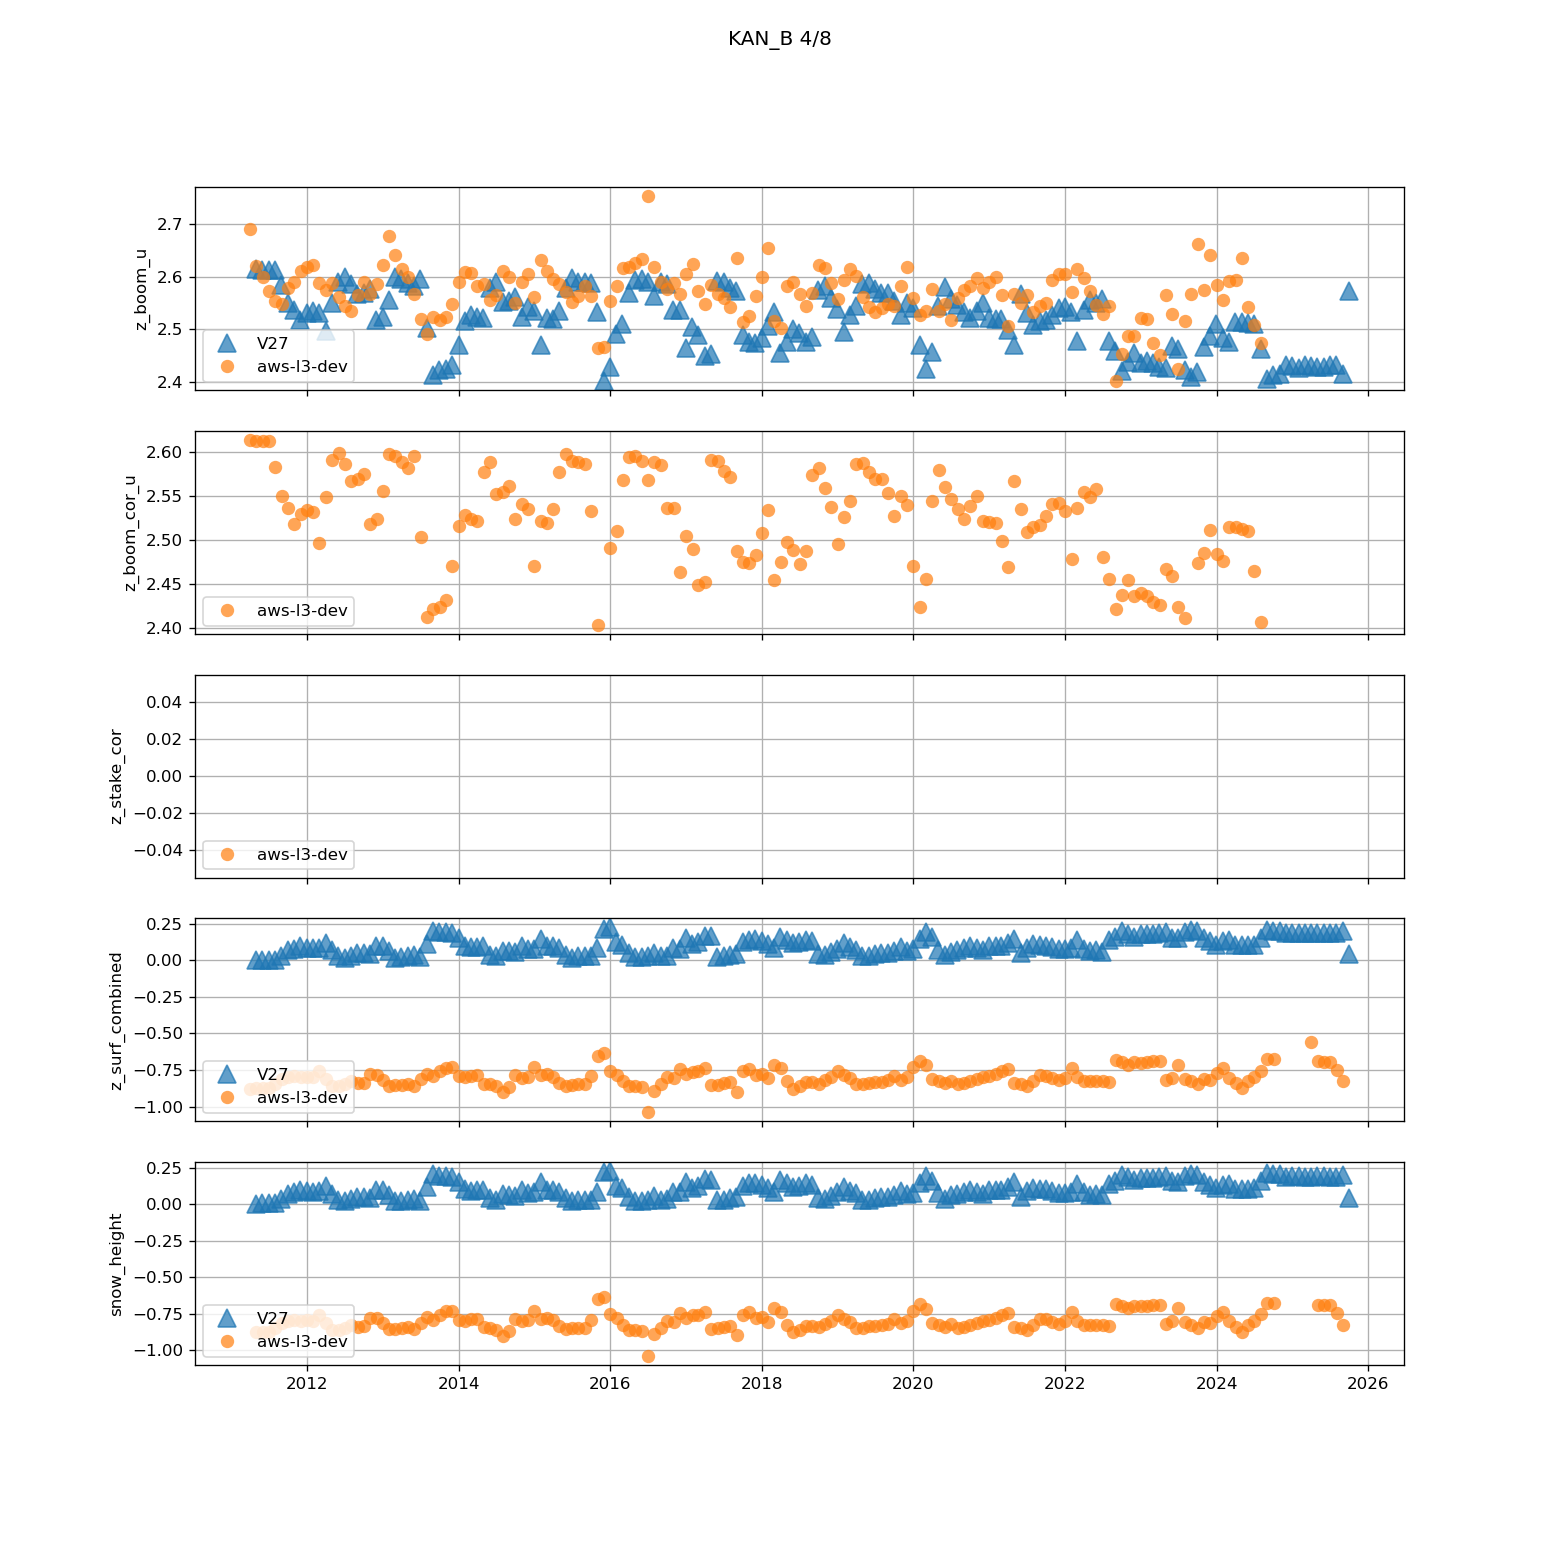 KAN_B 4/8
2.7
2.6
2.5
2.4
z_boom_u
V27
aws-l3-dev
2.60
2.55
2.50
2.45
2.40
z_boom_cor_u
aws-l3-dev
0.04
0.02
0.00
−0.02
−0.04
z_stake_cor
aws-l3-dev
0.25
0.00
−0.25
−0.50
−0.75
−1.00
z_surf_combined
V27
aws-l3-dev
0.25
0.00
−0.25
−0.50
−0.75
−1.00
snow_height
V27
aws-l3-dev
2012 2014 2016 2018 2020 2022 2024 2026